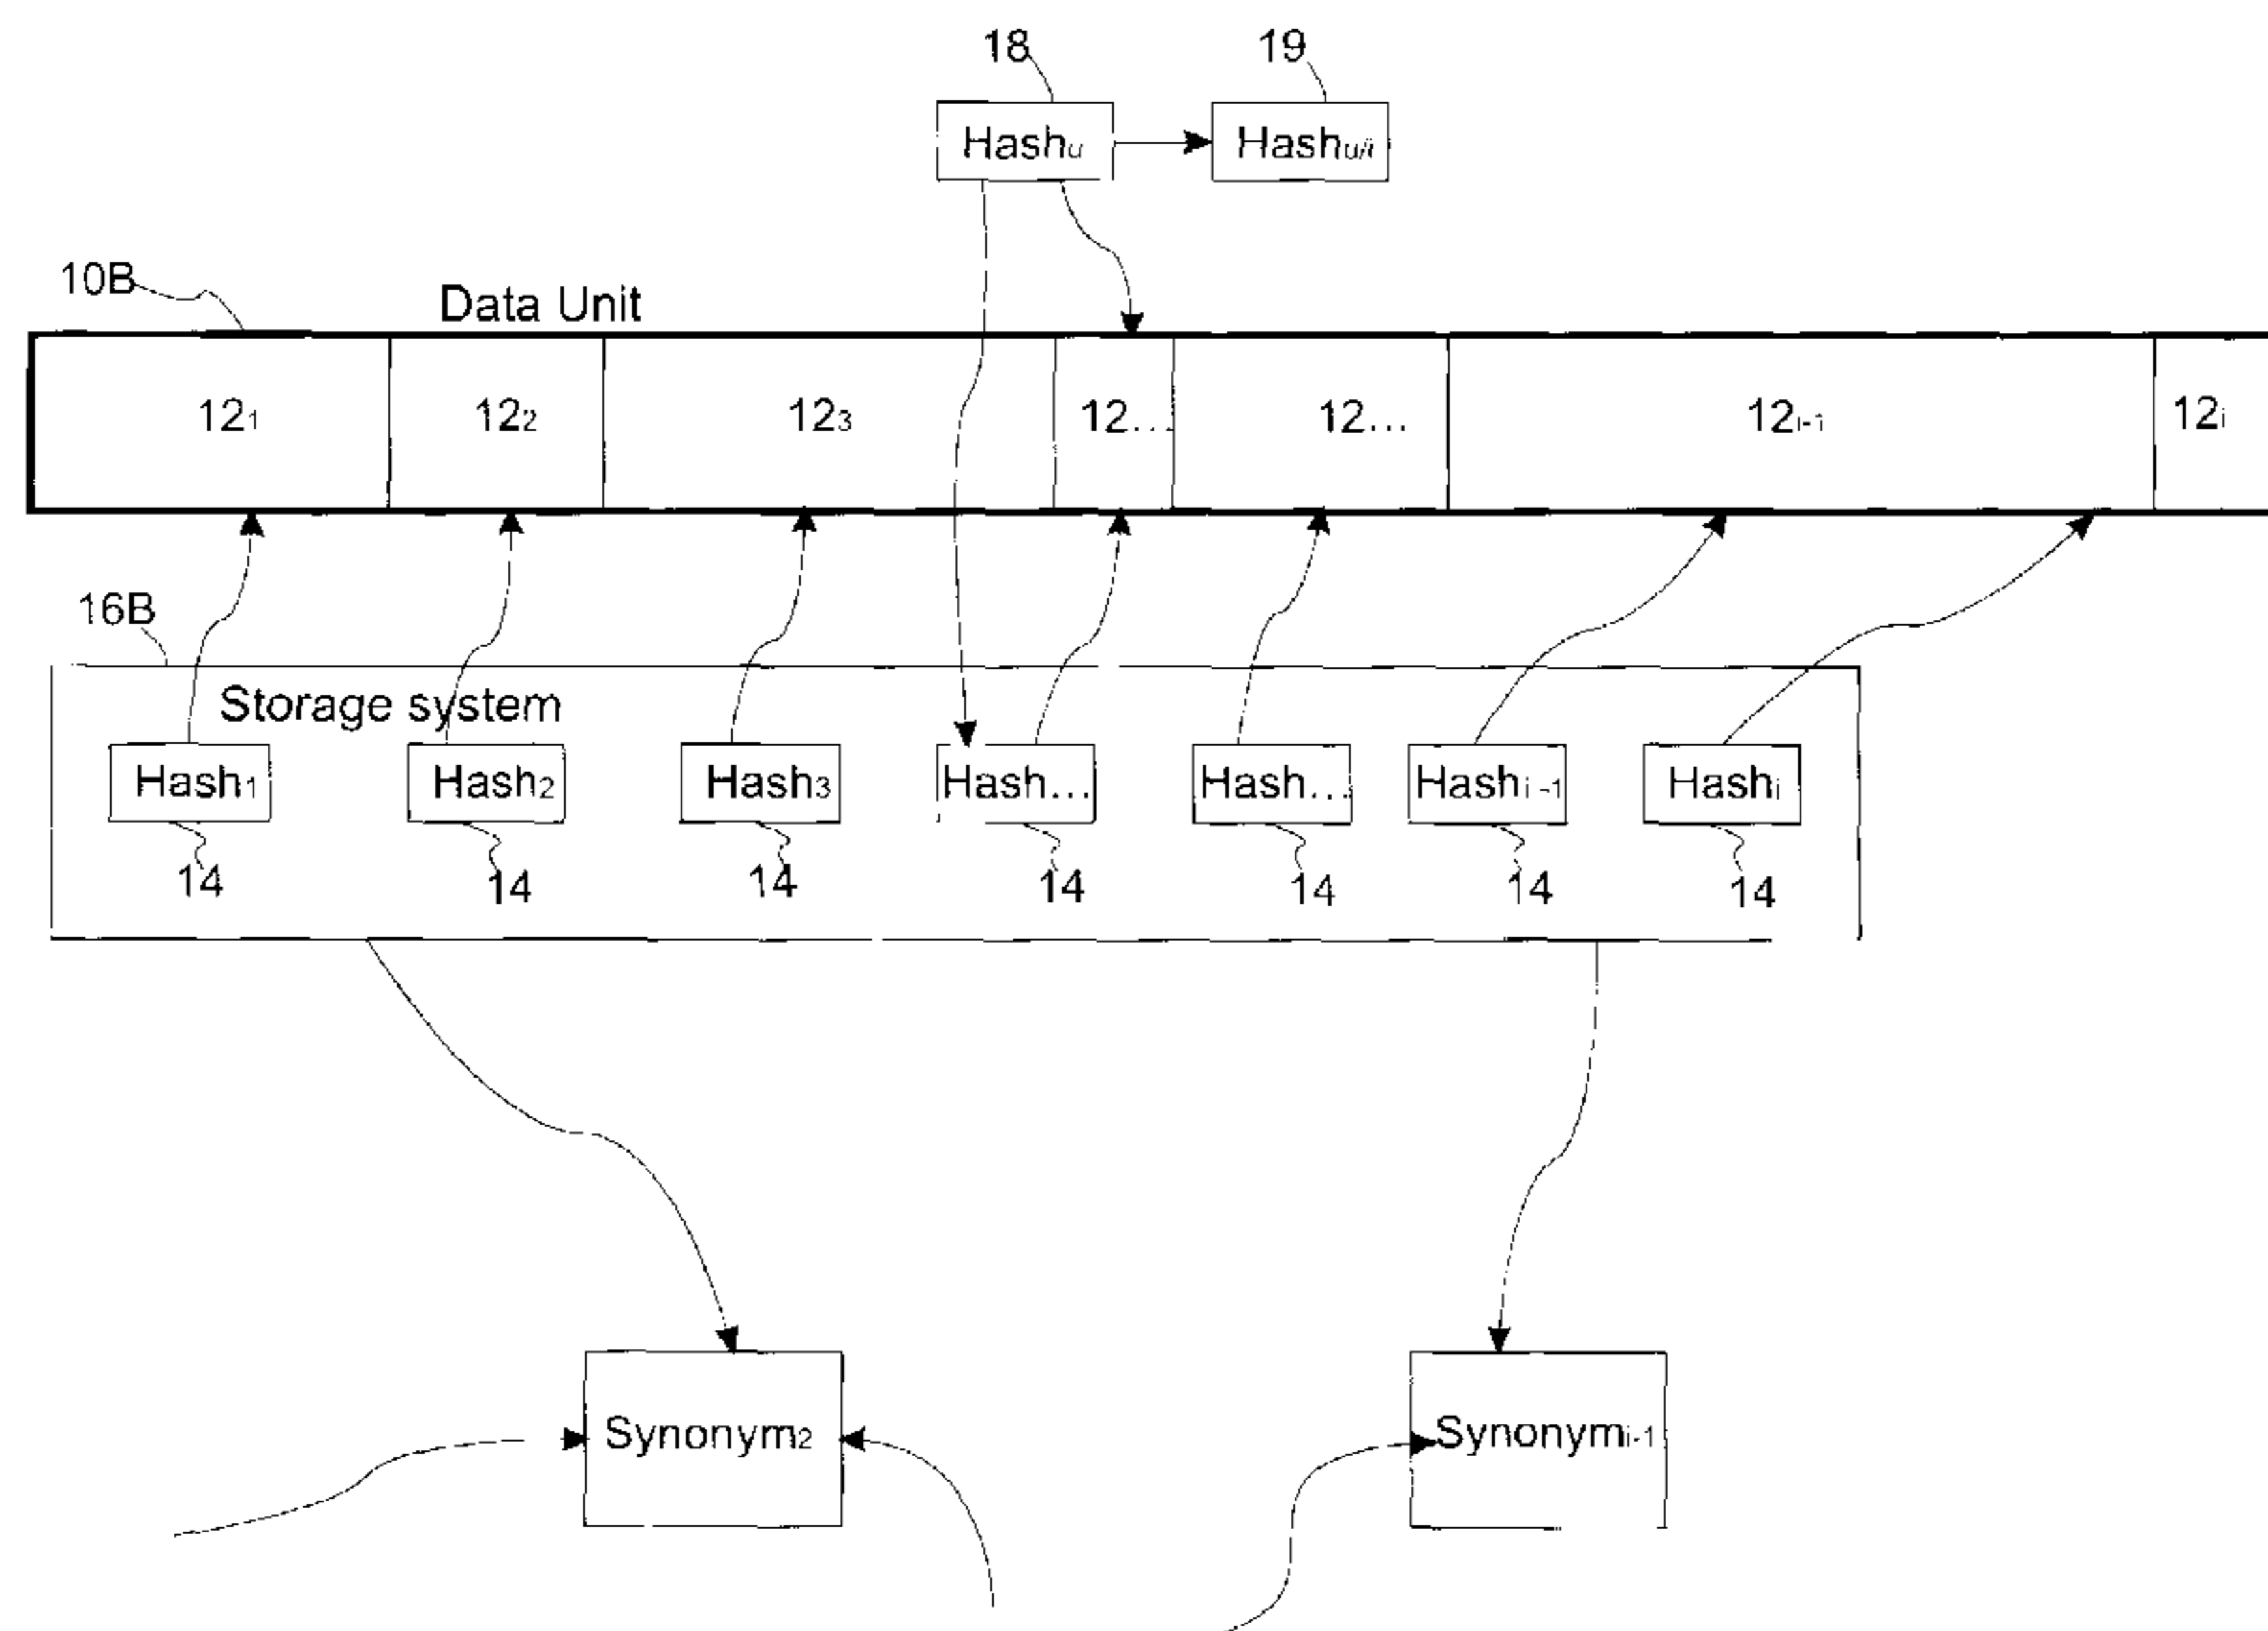 18 19
Hashu Hashu/i
10B
Data Unit
121 122 123 12... 12... 12i-1 12i
16B
Storage system
Hash1 Hash2 Hash3 Hash... Hash... Hashi-1 Hashi
14 14 14 14 14 14 14
Synonym2 Synonymi-1